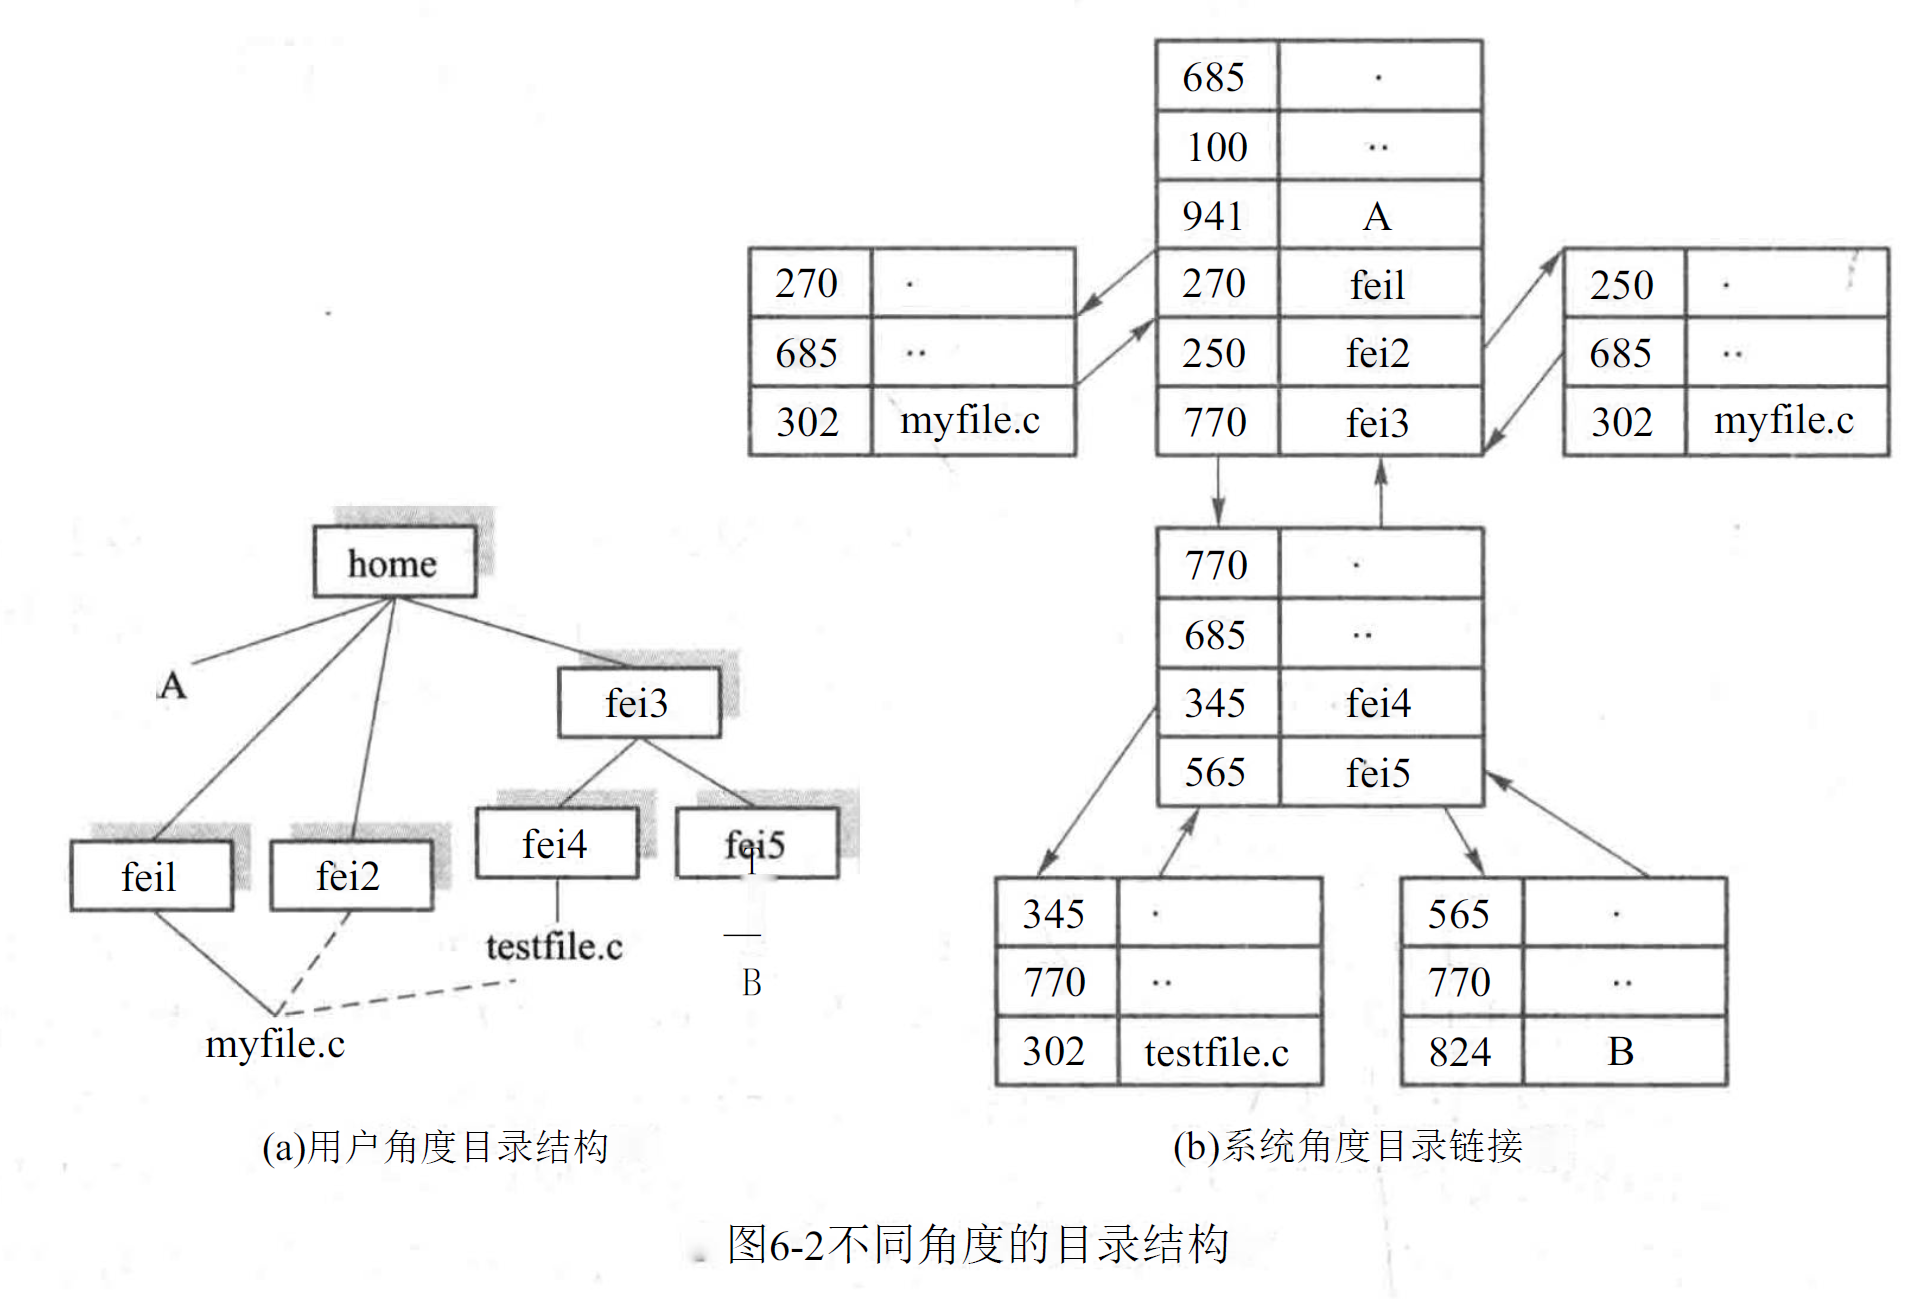 685 ·
100 ··
941 A
270 feil
250 fei2
770 fei3
270 ·
685 ··
302 myfile.c
250 ·
685 ··
302 myfile.c
770 ·
685 ··
345 fei4
565 fei5
345 ·
770 ··
302 testfile.c
565 ·
770 ··
824 B
home
A
fei3
feil
fei2
fei4
fei5
testfile.c
B
myfile.c
(a)用户角度目录结构
(b)系统角度目录链接
图6-2不同角度的目录结构